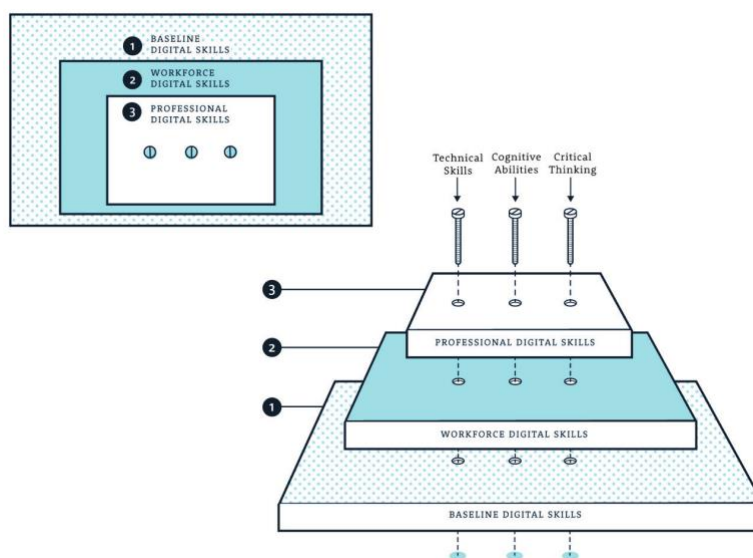 1 BASELINE
DIGITAL SKILLS
2 WORKFORCE
DIGITAL SKILLS
3 PROFESSIONAL
DIGITAL SKILLS
Technical
Skills
Cognitive
Abilities
Critical
Thinking
3
PROFESSIONAL DIGITAL SKILLS
2
WORKFORCE DIGITAL SKILLS
1
BASELINE DIGITAL SKILLS